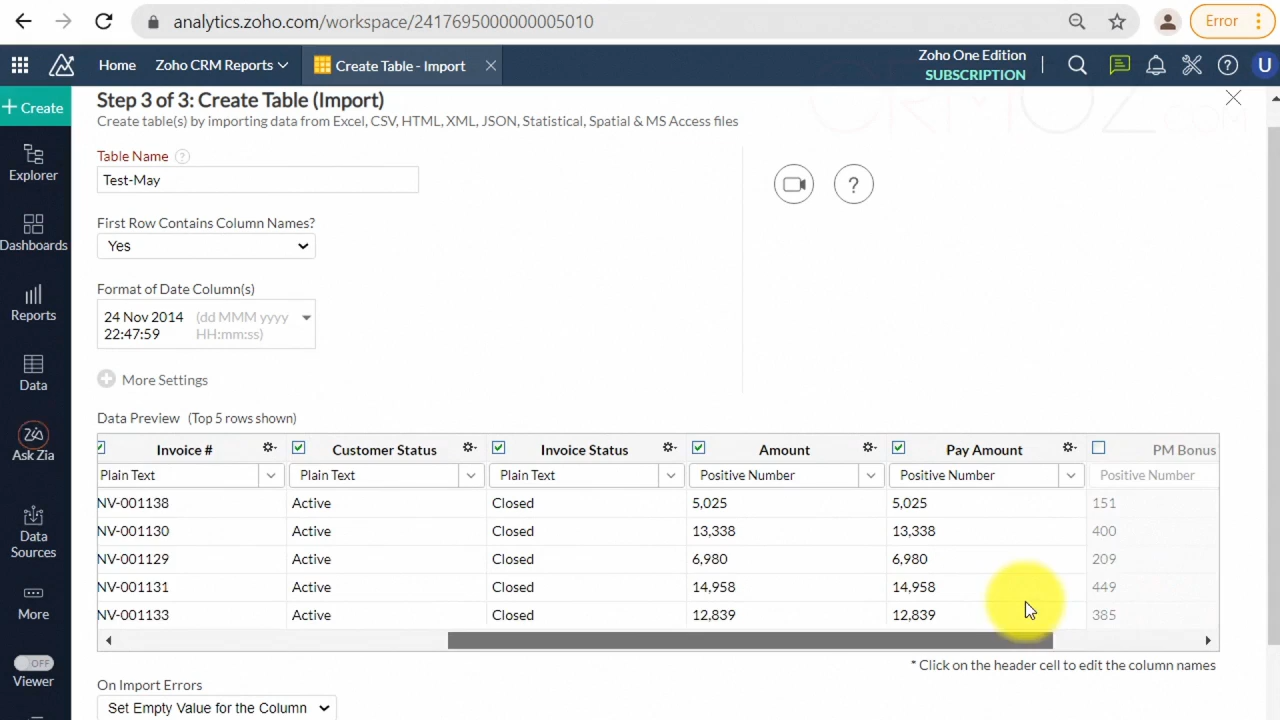 analytics.zoho.com/workspace/2417695000000005010
Error
Home
Zoho CRM Reports
Create Table - Import
Zoho One Edition
SUBSCRIPTION
U
+ Create
Explorer
Dashboards
Reports
Data
Ask Zia
Data
Sources
More
OFF
Viewer
Step 3 of 3: Create Table (Import)
Create table(s) by importing data from Excel, CSV, HTML, XML, JSON, Statistical, Spatial & MS Access files
CRMOZ.com
Table Name ?
Test-May
?
First Row Contains Column Names?
Yes
Format of Date Column(s)
24 Nov 2014 (dd MMM yyyy
22:47:59 HH:mm:ss)
More Settings
Data Preview (Top 5 rows shown)
Invoice # Customer Status Invoice Status Amount Pay Amount PM Bonus
Plain Text Plain Text Plain Text Positive Number Positive Number Positive Number
NV-001138 Active Closed 5,025 5,025 151
NV-001130 Active Closed 13,338 13,338 400
NV-001129 Active Closed 6,980 6,980 209
NV-001131 Active Closed 14,958 14,958 449
NV-001133 Active Closed 12,839 12,839 385
* Click on the header cell to edit the column names
On Import Errors
Set Empty Value for the Column